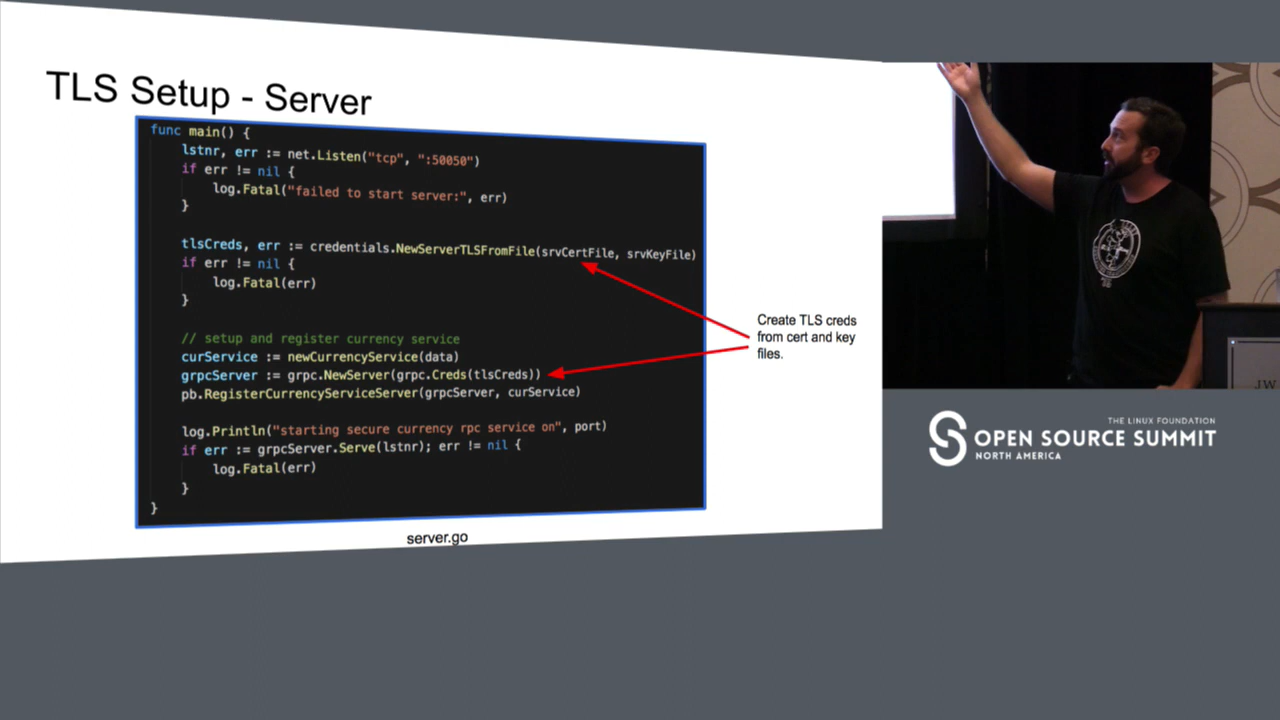 TLS Setup - Server
func main() {
lstnr, err := net.Listen("tcp", ":50050")
if err != nil {
log.Fatal("failed to start server:", err)
}
tlsCreds, err := credentials.NewServerTLSFromFile(srvCertFile, srvKeyFile)
if err != nil {
log.Fatal(err)
}
// setup and register currency service
curService := newCurrencyService(data)
grpcServer := grpc.NewServer(grpc.Creds(tlsCreds))
pb.RegisterCurrencyServiceServer(grpcServer, curService)
log.Println("starting secure currency rpc service on", port)
if err := grpcServer.Serve(lstnr); err != nil {
log.Fatal(err)
}
}
server.go
Create TLS creds
from cert and key
files.
JW
THE LINUX FOUNDATION
OPEN SOURCE SUMMIT
NORTH AMERICA